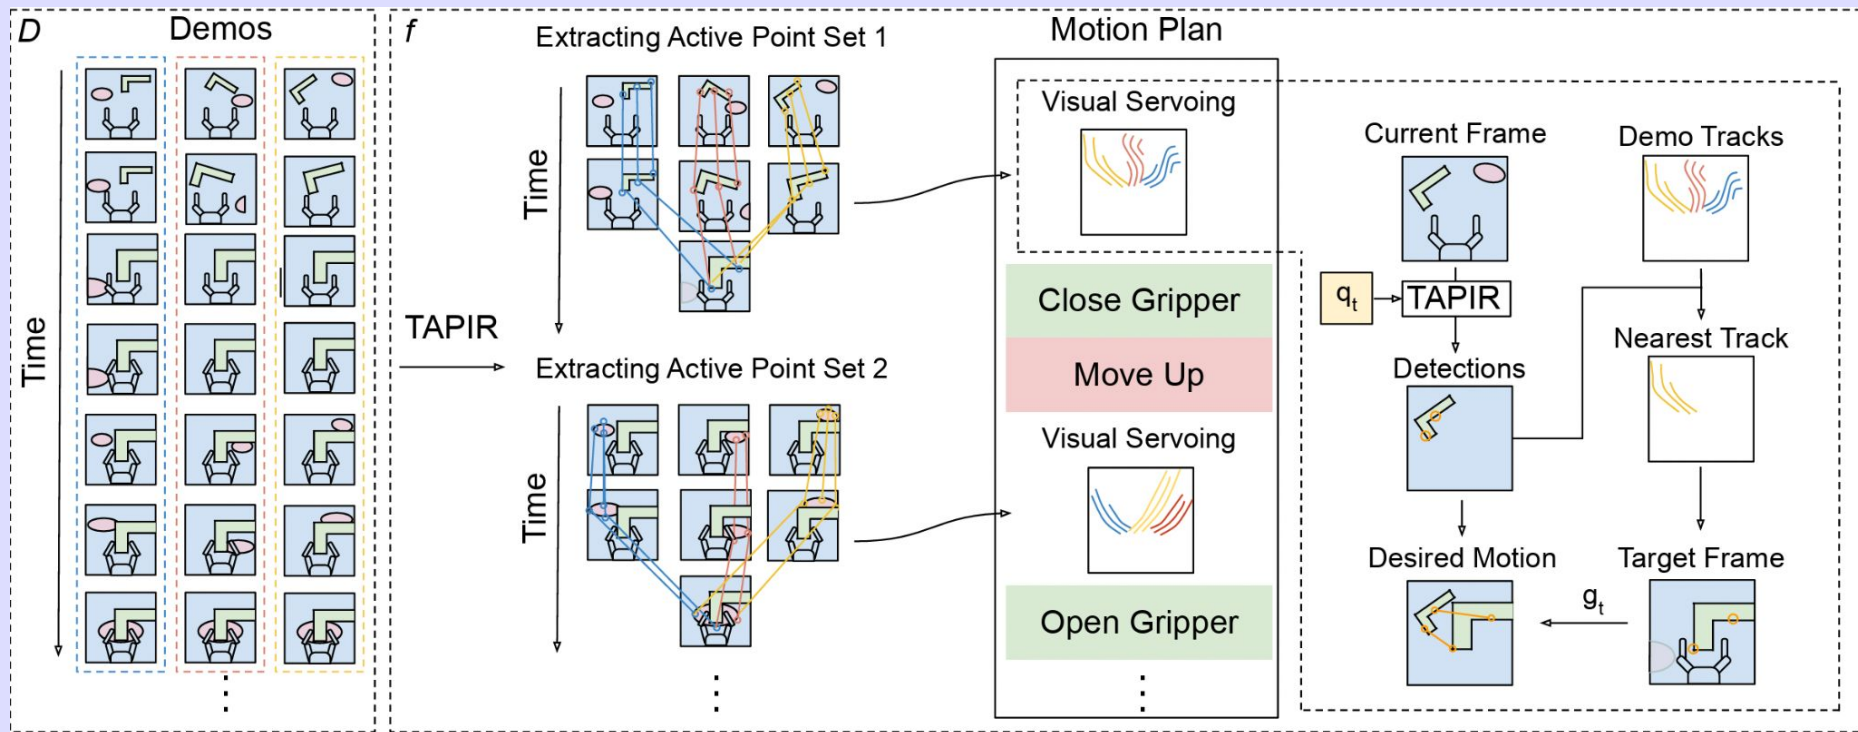 D
Demos
Time
TAPIR
f
Extracting Active Point Set 1
Time
Extracting Active Point Set 2
Time
Motion Plan
Visual Servoing
Close Gripper
Move Up
Visual Servoing
Open Gripper
Current Frame
qt
TAPIR
Detections
Desired Motion
Demo Tracks
Nearest Track
Target Frame
gt